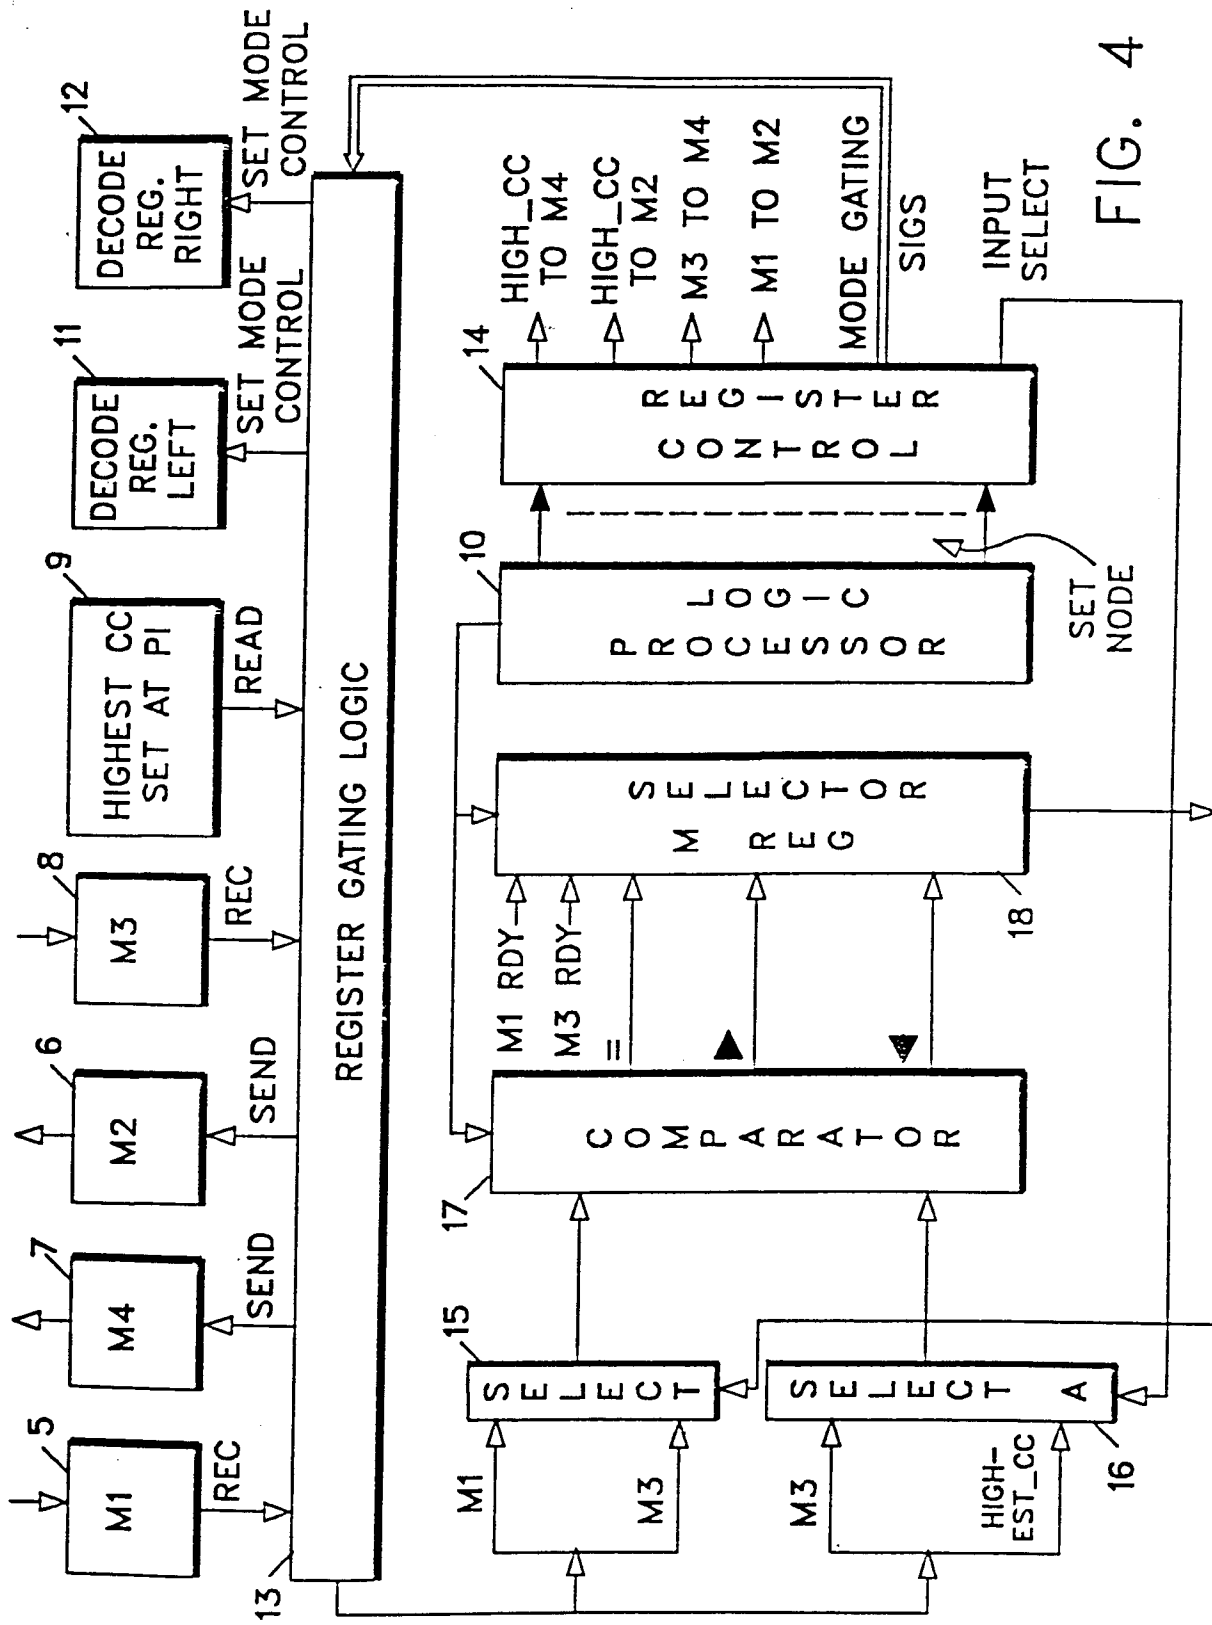 5
M1
REC
7
M4
SEND
6
M2
SEND
8
M3
REC
9
HIGHEST CC
SET AT PI
READ
11
DECODE
REG.
LEFT
SET MODE
CONTROL
12
DECODE
REG.
RIGHT
SET MODE
CONTROL
13
REGISTER GATING LOGIC
15
SELECT
M1
M3
SELECT A
16
M3
HIGH-
EST_CC
17
COMPARATOR
M1 RDY
M3 RDY
=
SELECTOR
M REG
18
10
LOGIC
PROCESSOR
SET
NODE
14
REGISTER
CONTROL
HIGH_CC
TO M4
HIGH_CC
TO M2
M3 TO M4
M1 TO M2
MODE GATING
SIGS
INPUT
SELECT
FIG. 4